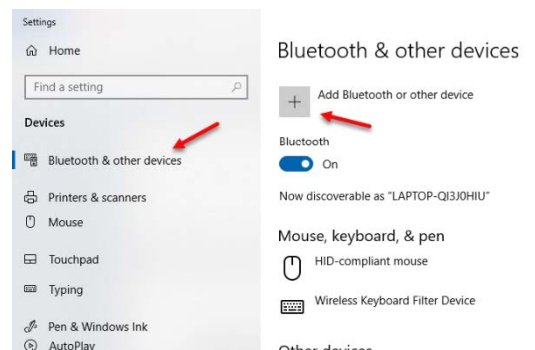 Settings
Home
Find a setting
Devices
Bluetooth & other devices
Printers & scanners
Mouse
Touchpad
Typing
Pen & Windows Ink
AutoPlay
Bluetooth & other devices
Add Bluetooth or other device
Bluetooth
On
Now discoverable as "LAPTOP-QI3J0HIU"
Mouse, keyboard, & pen
HID-compliant mouse
Wireless Keyboard Filter Device
Other devices